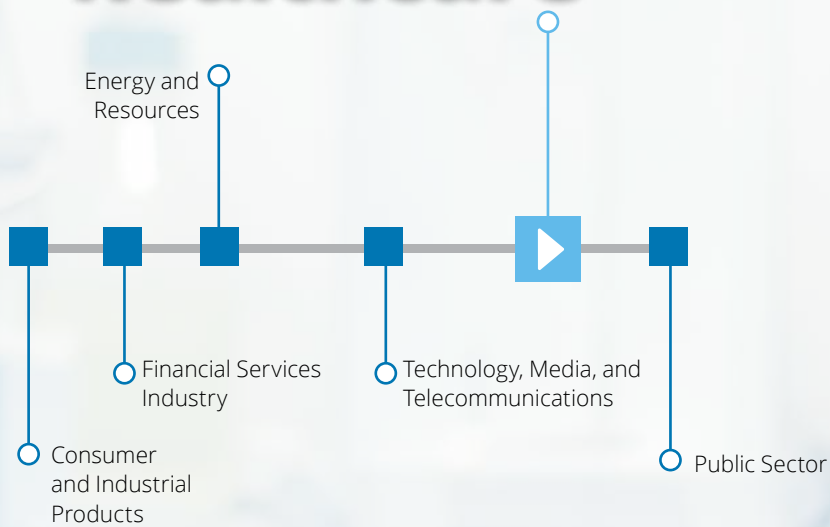 Energy and
Resources
Financial Services
Industry
Technology, Media, and
Telecommunications
Consumer
and Industrial
Products
Public Sector